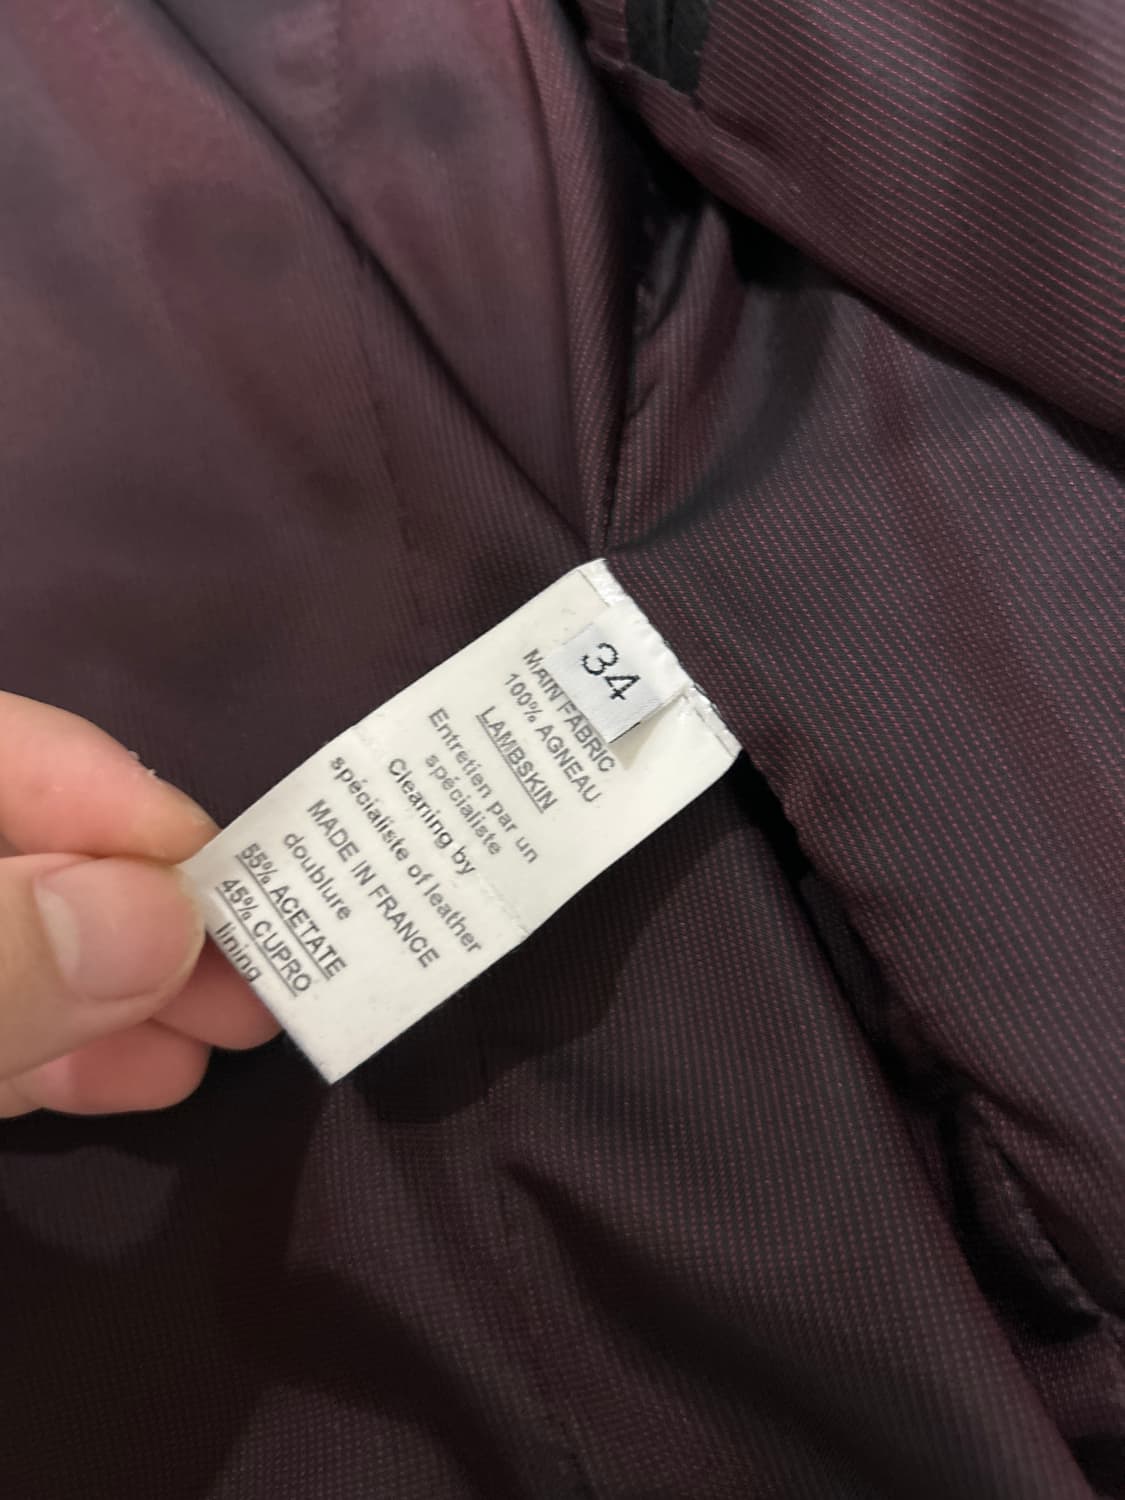 34
MAIN FABRIC
100% AGNEAU
LAMBSKIN
Entretien par un
spécialiste
Cleaning by
spécialiste of leather
MADE IN FRANCE
doublure
55% ACETATE
45% CUPRO
lining